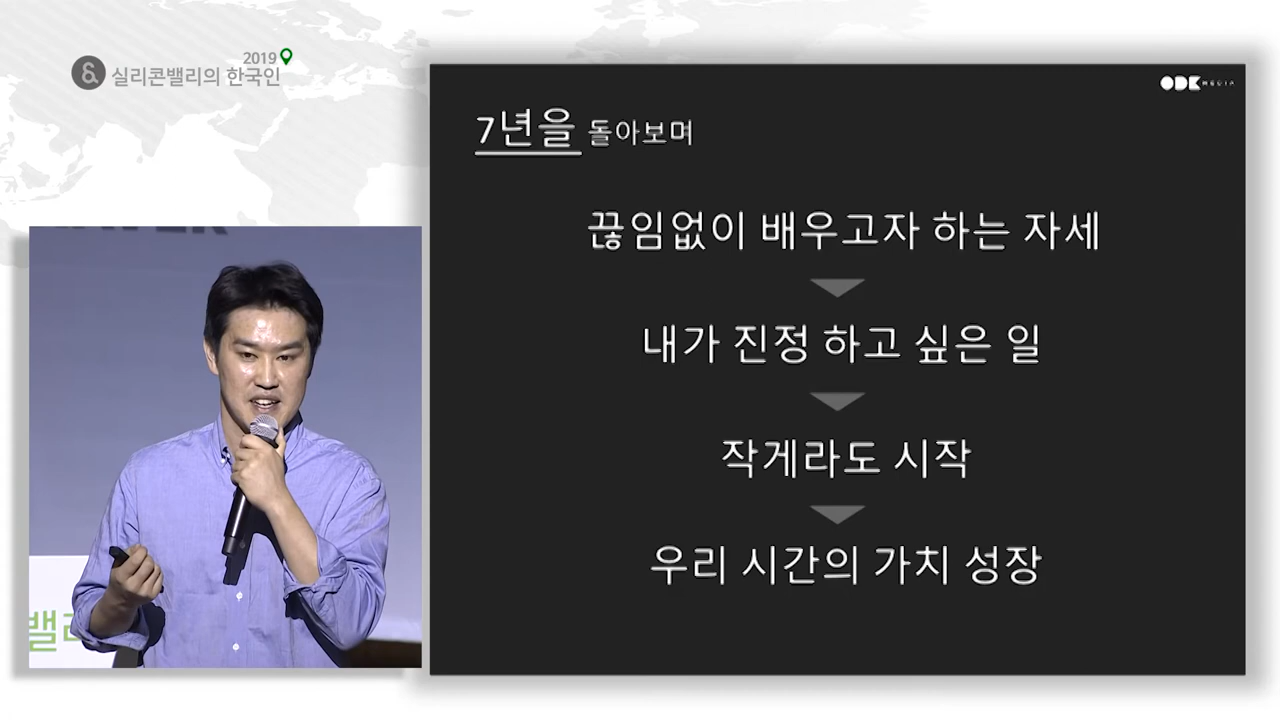 2019
& 실리콘밸리의 한국인
ODK MEDIA
7년을 돌아보며
끊임없이 배우고자 하는 자세
내가 진정 하고 싶은 일
작게라도 시작
우리 시간의 가치 성장
밸리